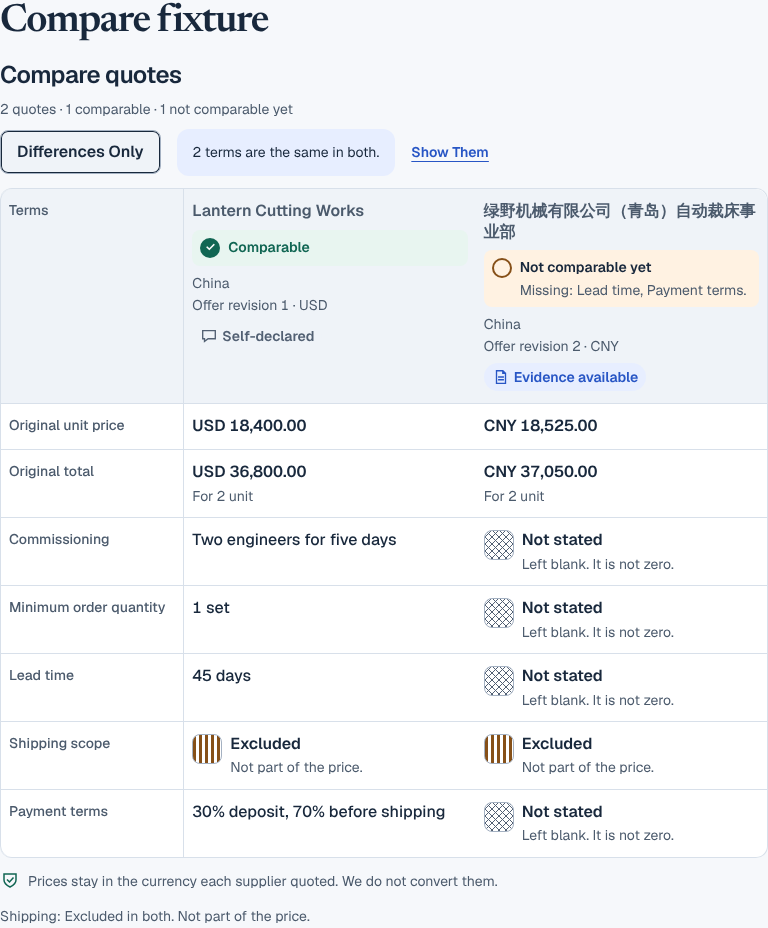 Compare fixture
Compare quotes
2 quotes · 1 comparable · 1 not comparable yet
Differences Only
2 terms are the same in both.
Show Them
Terms
Lantern Cutting Works
Comparable
China
Offer revision 1 · USD
Self-declared
绿野机械有限公司（青岛）自动裁床事
业部
Not comparable yet
Missing: Lead time, Payment terms.
China
Offer revision 2 · CNY
Evidence available
Original unit price
USD 18,400.00
CNY 18,525.00
Original total
USD 36,800.00
For 2 unit
CNY 37,050.00
For 2 unit
Commissioning
Two engineers for five days
Not stated
Left blank. It is not zero.
Minimum order quantity
1 set
Not stated
Left blank. It is not zero.
Lead time
45 days
Not stated
Left blank. It is not zero.
Shipping scope
Excluded
Not part of the price.
Excluded
Not part of the price.
Payment terms
30% deposit, 70% before shipping
Not stated
Left blank. It is not zero.
Prices stay in the currency each supplier quoted. We do not convert them.
Shipping: Excluded in both. Not part of the price.